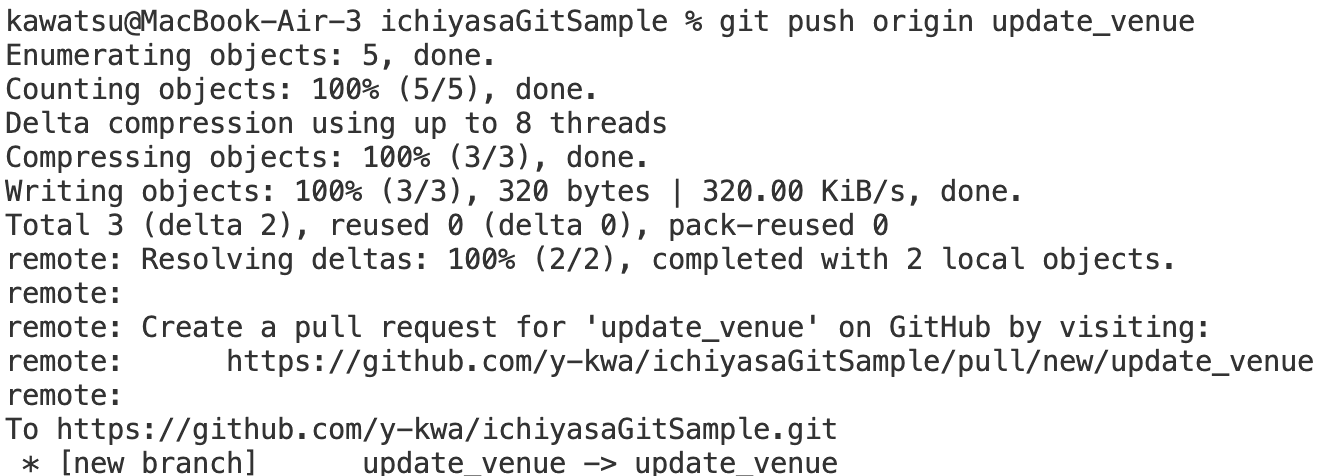 kawatsu@MacBook-Air-3 ichiyasaGitSample % git push origin update_venue
Enumerating objects: 5, done.
Counting objects: 100% (5/5), done.
Delta compression using up to 8 threads
Compressing objects: 100% (3/3), done.
Writing objects: 100% (3/3), 320 bytes | 320.00 KiB/s, done.
Total 3 (delta 2), reused 0 (delta 0), pack-reused 0
remote: Resolving deltas: 100% (2/2), completed with 2 local objects.
remote:
remote: Create a pull request for 'update_venue' on GitHub by visiting:
remote:      https://github.com/y-kwa/ichiyasaGitSample/pull/new/update_venue
remote:
To https://github.com/y-kwa/ichiyasaGitSample.git
 * [new branch]      update_venue -> update_venue